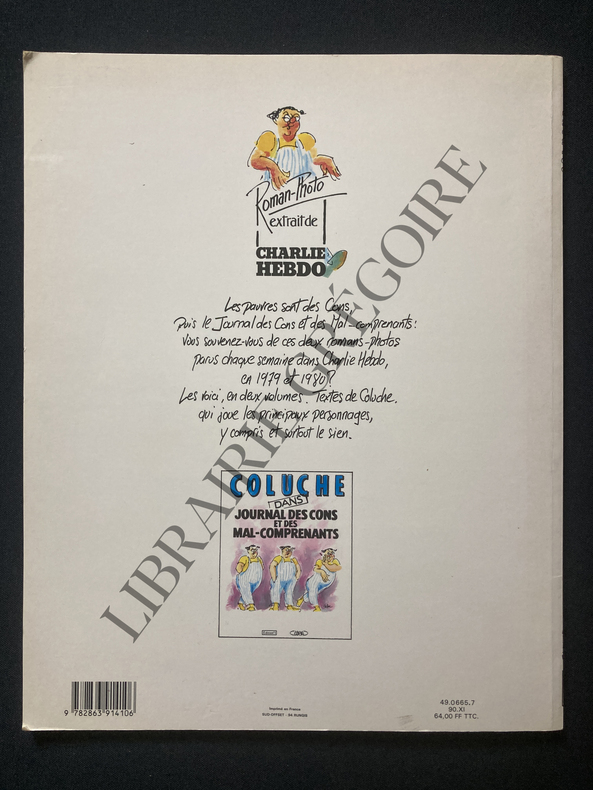 Roman-Photo
extrait de
CHARLIE
HEBDO
Les pauvres sont des Cons,
Puis le Journal des Cons et des Mal-comprenants :
Vous souvenez-vous de ces deux romans-photos
parus chaque semaine dans Charlie Hebdo,
en 1979 et 1980 ?
Les voici, en deux volumes. Textes de Coluche.
qui joue les principaux personnages,
y compris et surtout le sien.
COLUCHE
DANS
JOURNAL DES CONS
ET DES
MAL-COMPRENANTS
LIBRAIRIE GRÉGOIRE
9 782863 914106
Imprimé en France
49.0665.7
90.XI
64,00 FF TTC.